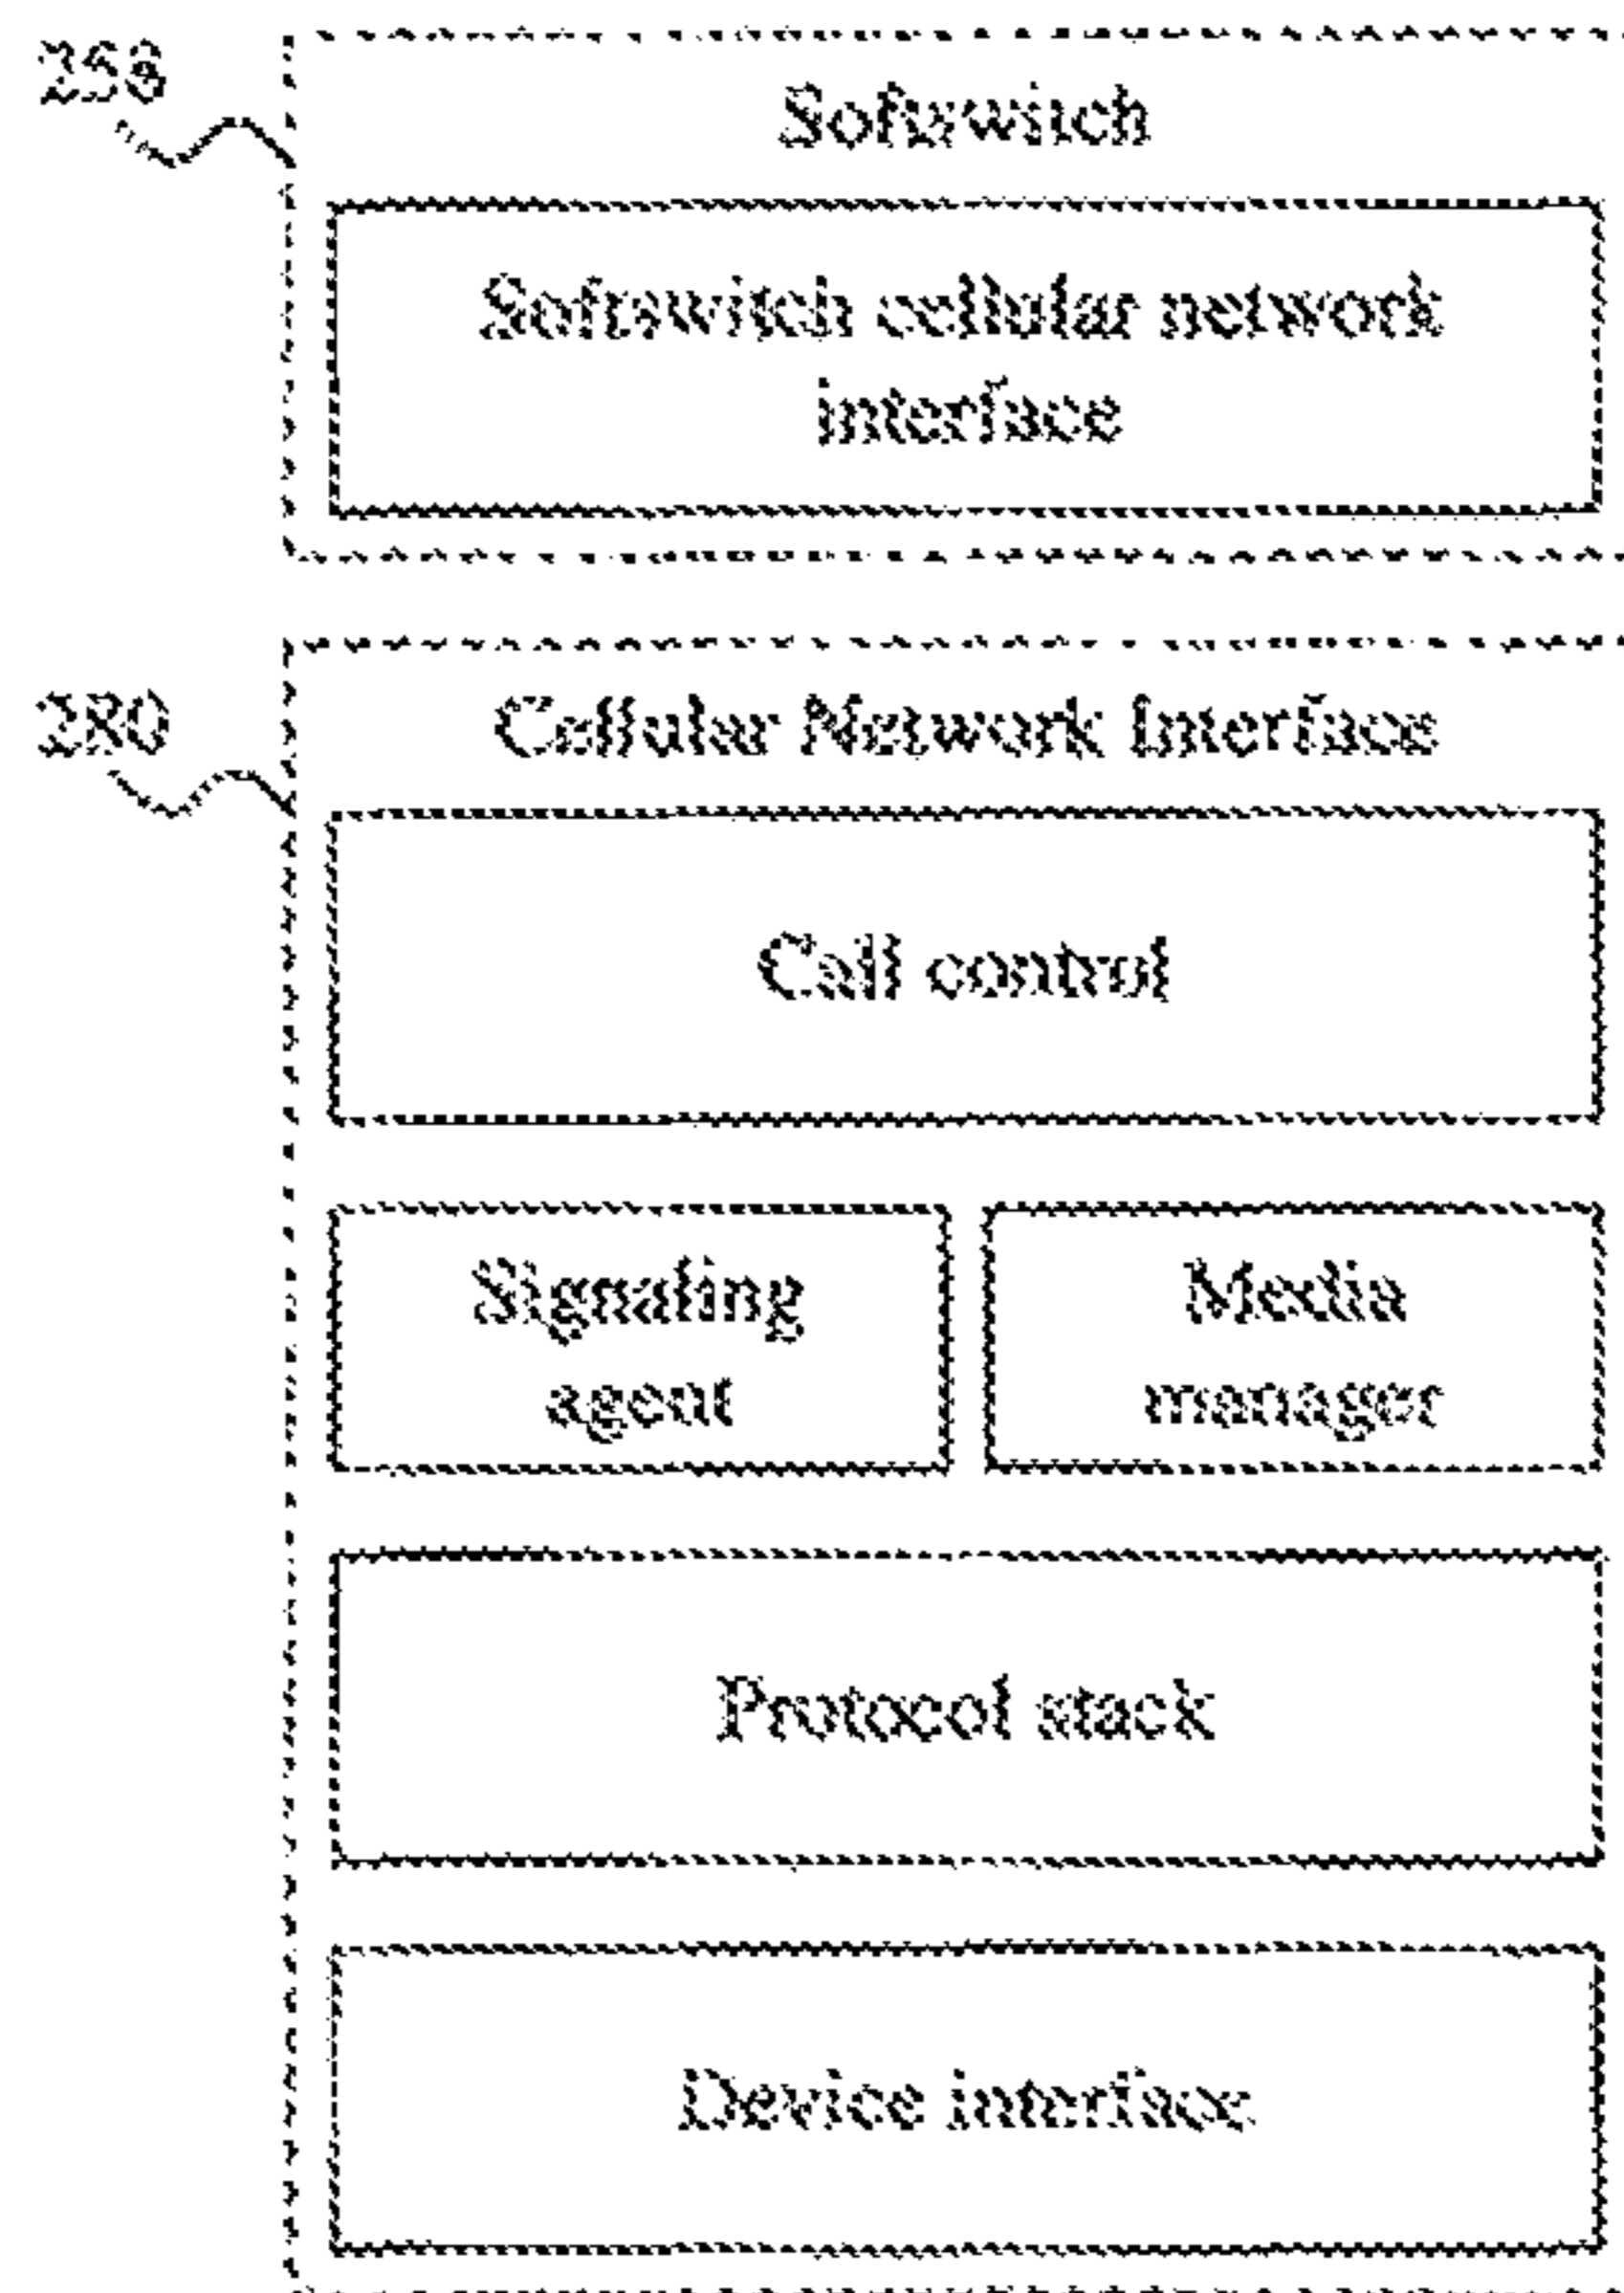 258
Softswitch
Softswitch cellular network
interface
280
Cellular Network Interface
Call control
Signaling
agent
Media
manager
Protocol stack
Device interface